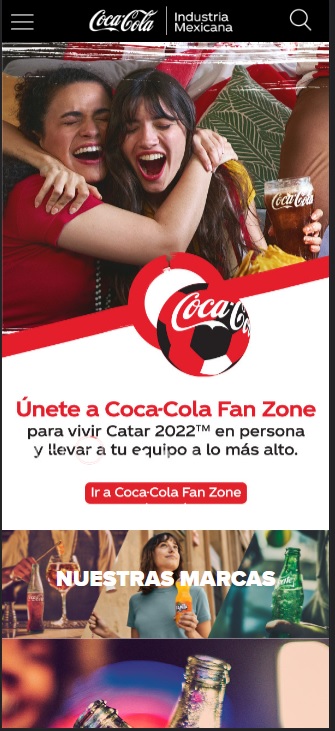 Coca-Cola
Industria
Mexicana
Coca-Cola
Coca-Co
Únete a Coca-Cola Fan Zone
para vivir Catar 2022™ en persona
y llevar a tu equipo a lo más alto.
Ir a Coca-Cola Fan Zone
NUESTRAS MARCAS